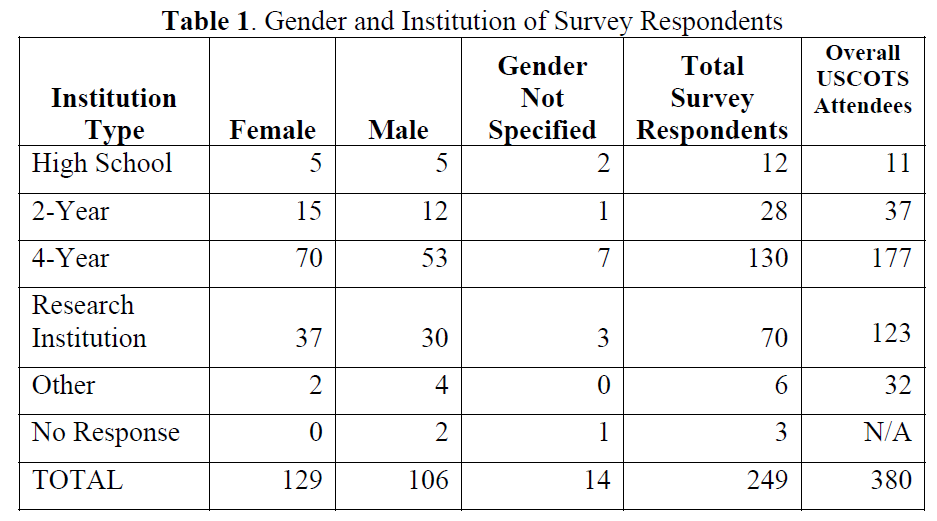 Table 1. Gender and Institution of Survey Respondents
Institution Type Female Male Gender Not Specified Total Survey Respondents Overall USCOTS Attendees
High School 5 5 2 12 11
2-Year 15 12 1 28 37
4-Year 70 53 7 130 177
Research Institution 37 30 3 70 123
Other 2 4 0 6 32
No Response 0 2 1 3 N/A
TOTAL 129 106 14 249 380